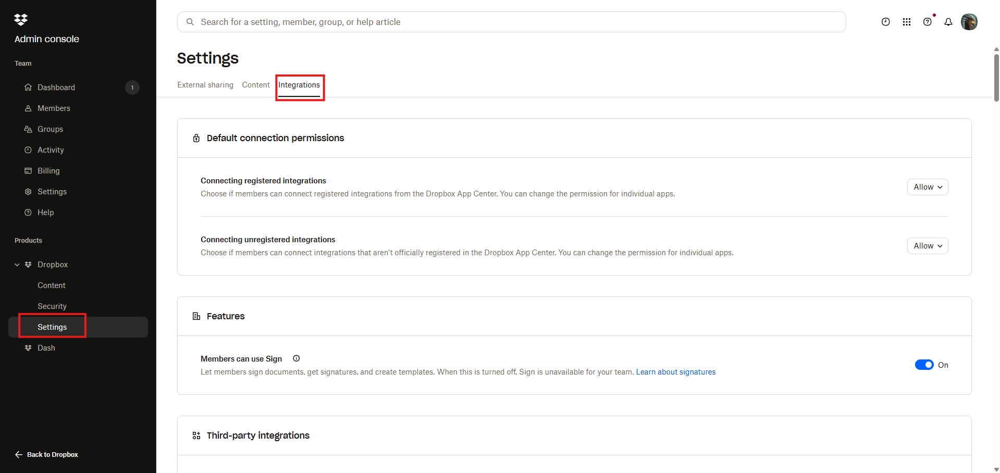 Admin console
Team
Dashboard
1
Members
Groups
Activity
Billing
Settings
Help
Products
Dropbox
Content
Security
Settings
Dash
Back to Dropbox
Search for a setting, member, group, or help article
Settings
External sharing Content Integrations
Default connection permissions
Connecting registered integrations
Choose if members can connect registered integrations from the Dropbox App Center. You can change the permission for individual apps.
Allow
Connecting unregistered integrations
Choose if members can connect integrations that aren’t officially registered in the Dropbox App Center. You can change the permission for individual apps.
Allow
Features
Members can use Sign
Let members sign documents, get signatures, and create templates. When this is turned off, Sign is unavailable for your team. Learn about signatures
On
Third-party integrations